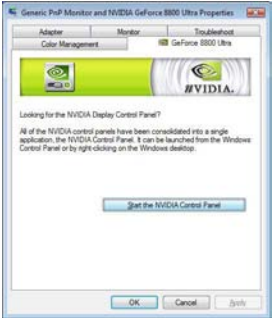 Generic PnP Monitor and NVIDIA GeForce 8800 Ultra Properties
Adapter Monitor Troubleshoot
Color Management GeForce 8800 Ultra
NVIDIA.
Looking for the NVIDIA Display Control Panel?
All of the NVIDIA control panels have been consolidated into a single
application, the NVIDIA Control Panel. It can be launched from the Windows
Control Panel or by right-clicking on the Windows desktop.
Start the NVIDIA Control Panel
OK Cancel Apply